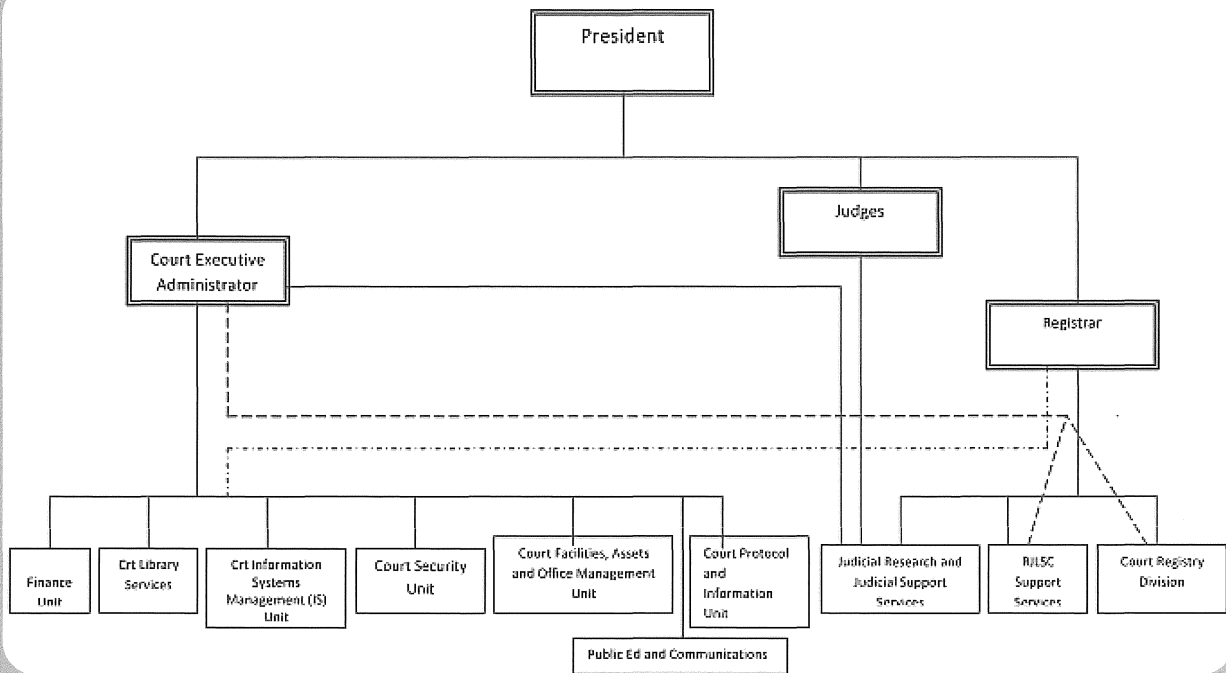 President
Judges
Court Executive
Administrator
Registrar
Finance
Unit
Crt Library
Services
Crt Information
Systems
Management (IS)
Unit
Court Security
Unit
Court Facilities, Assets
and Office Management
Unit
Court Protocol
and
Information
Unit
Judicial Research and
Judicial Support
Services
RJLSC
Support
Services
Court Registry
Division
Public Ed and Communications